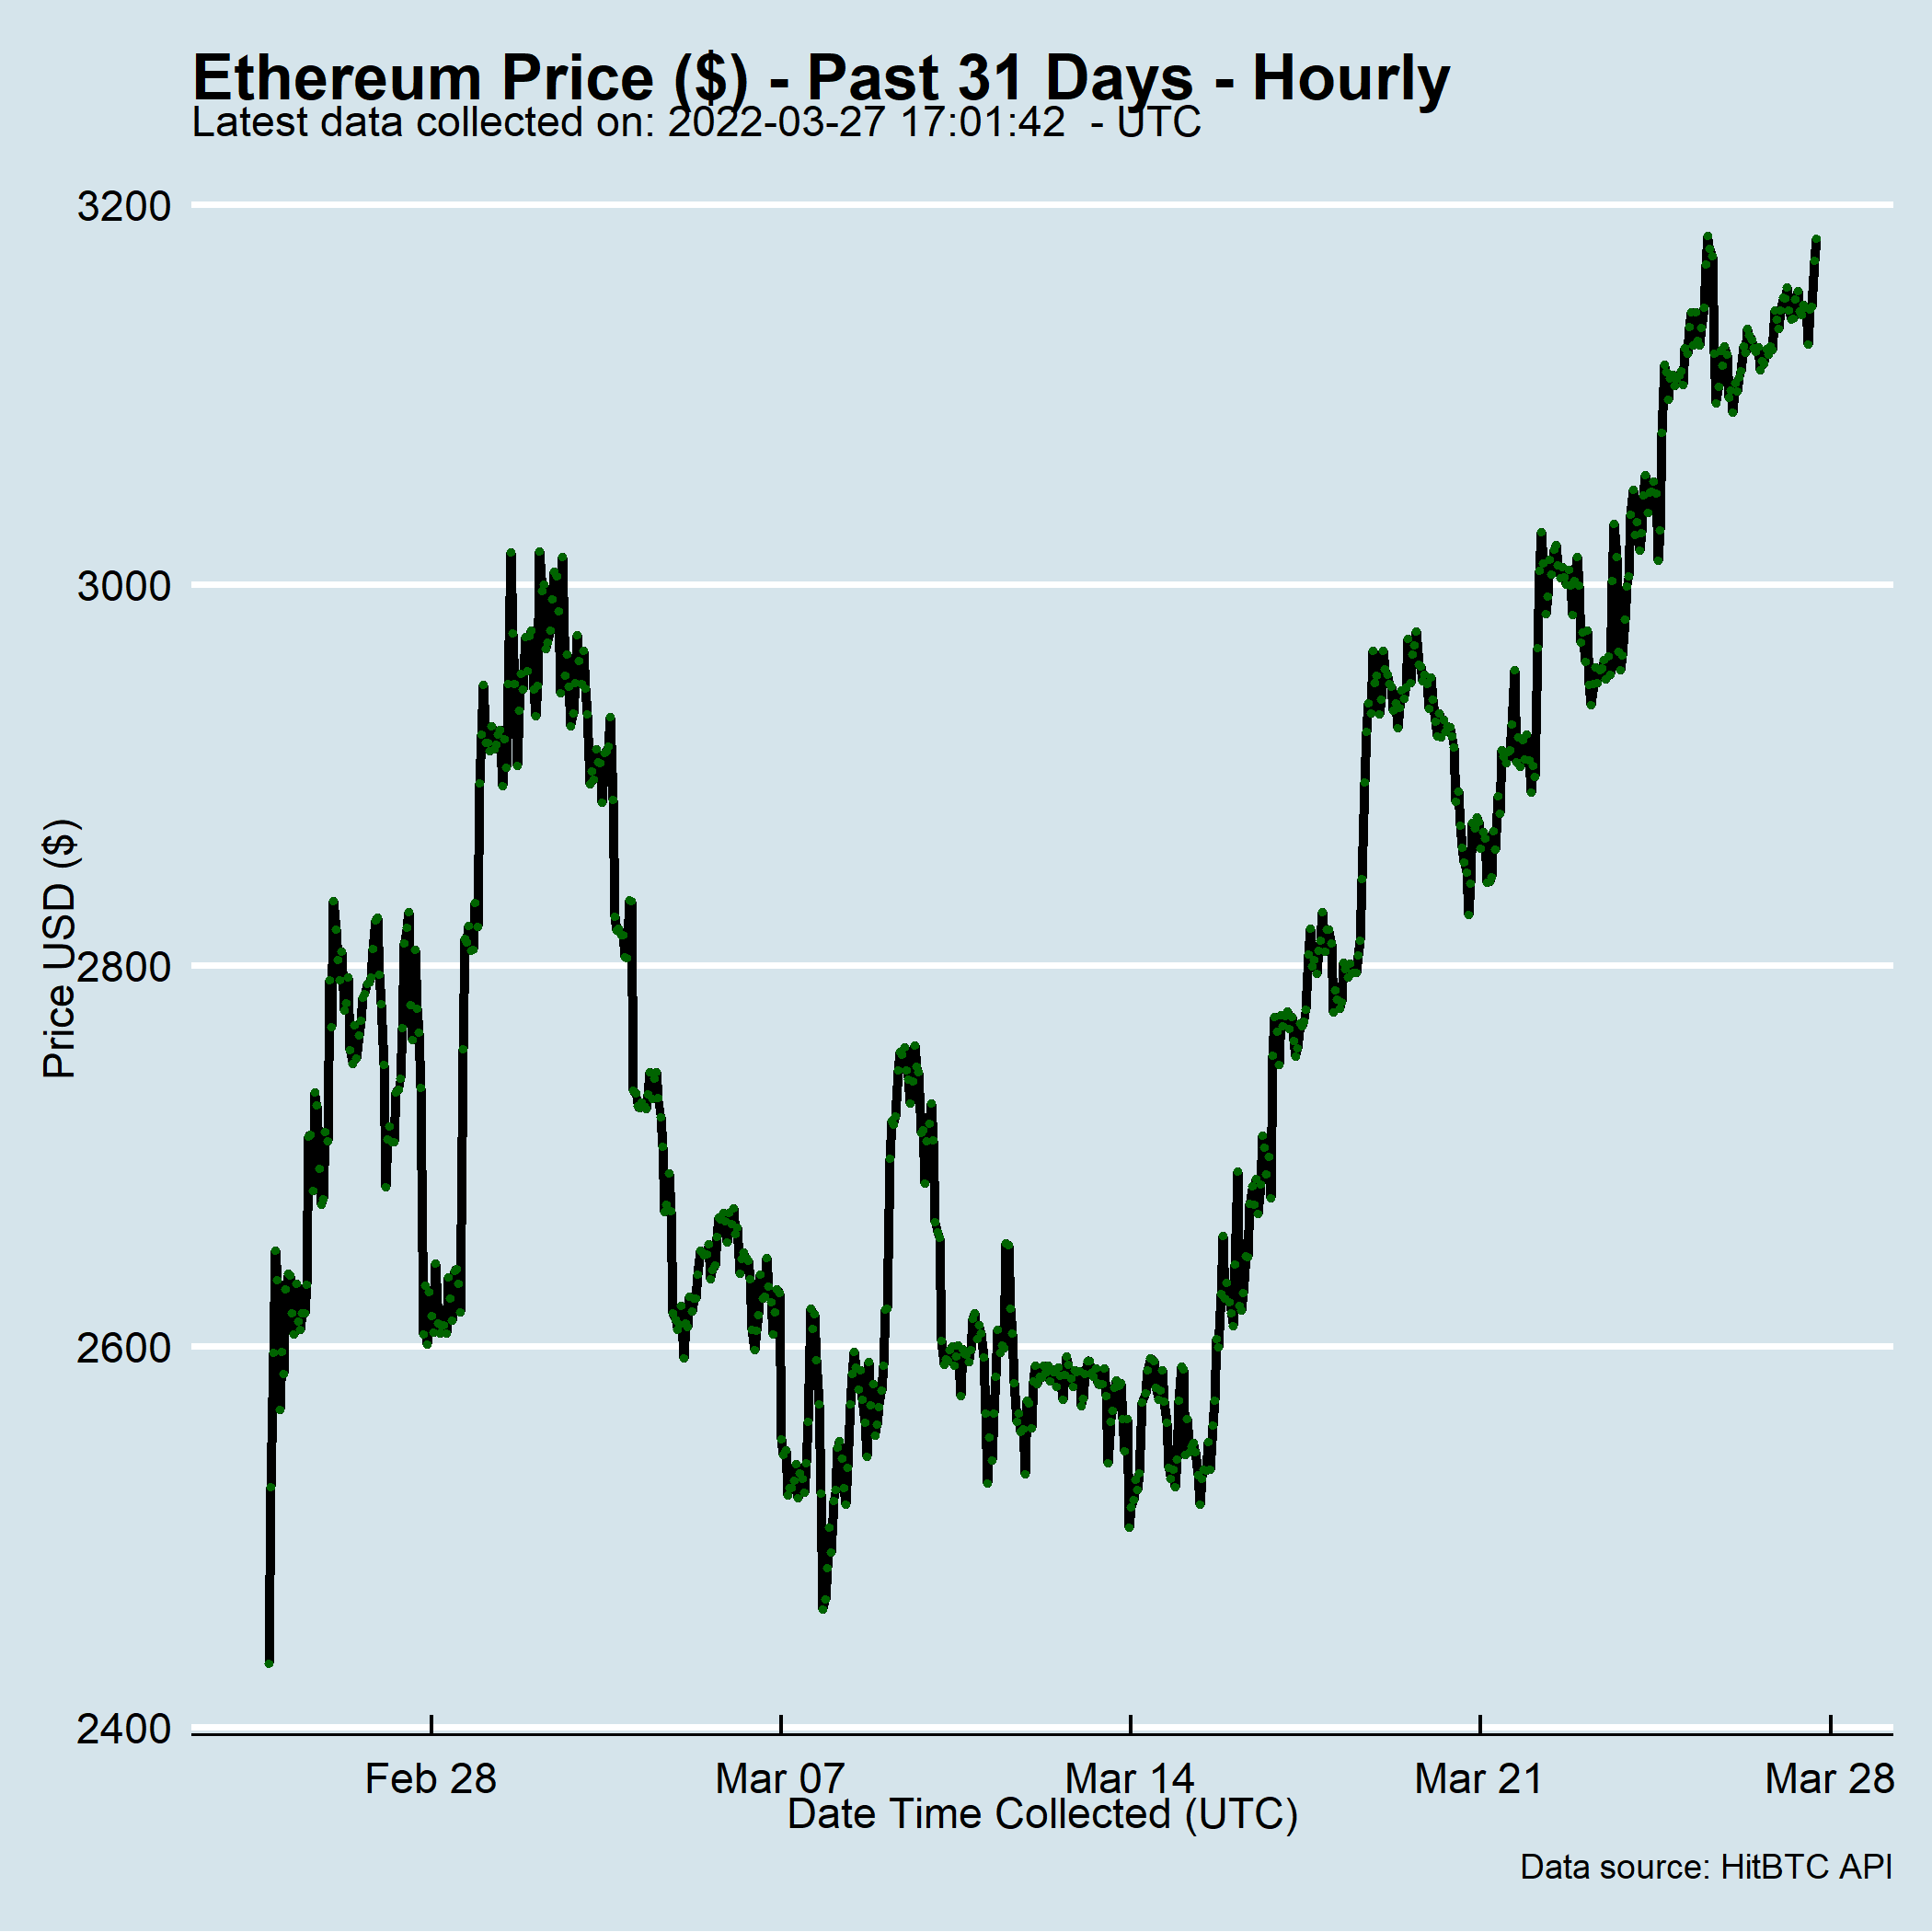 Ethereum Price ($) - Past 31 Days - Hourly
Latest data collected on: 2022-03-27 17:01:42  - UTC
3200
3000
2800
2600
2400
Price USD ($)
Feb 28 Mar 07 Mar 14 Mar 21 Mar 28
Date Time Collected (UTC)
Data source: HitBTC API